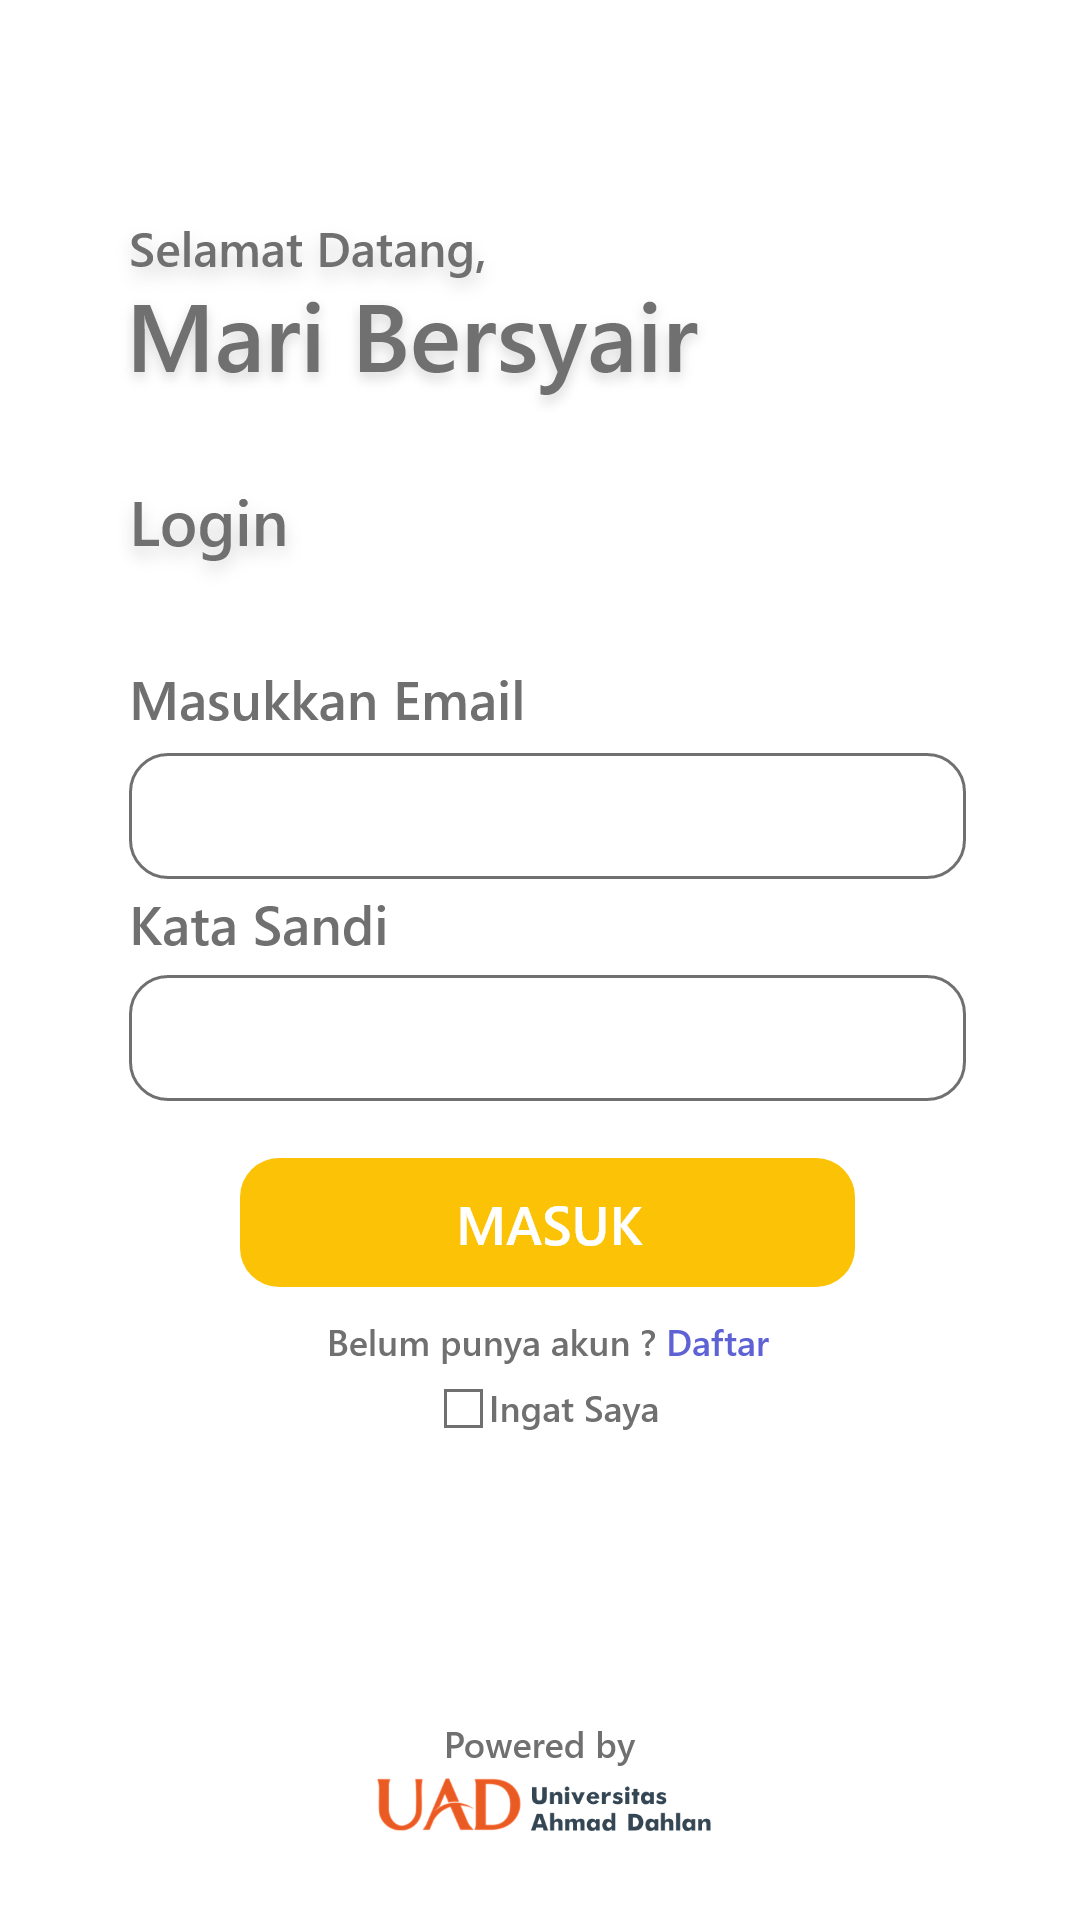 Selamat Datang,
Mari Bersyair
Login
Masukkan Email
Kata Sandi
MASUK
Belum punya akun ? Daftar
Ingat Saya
Powered by
UAD Universitas
Ahmad Dahlan